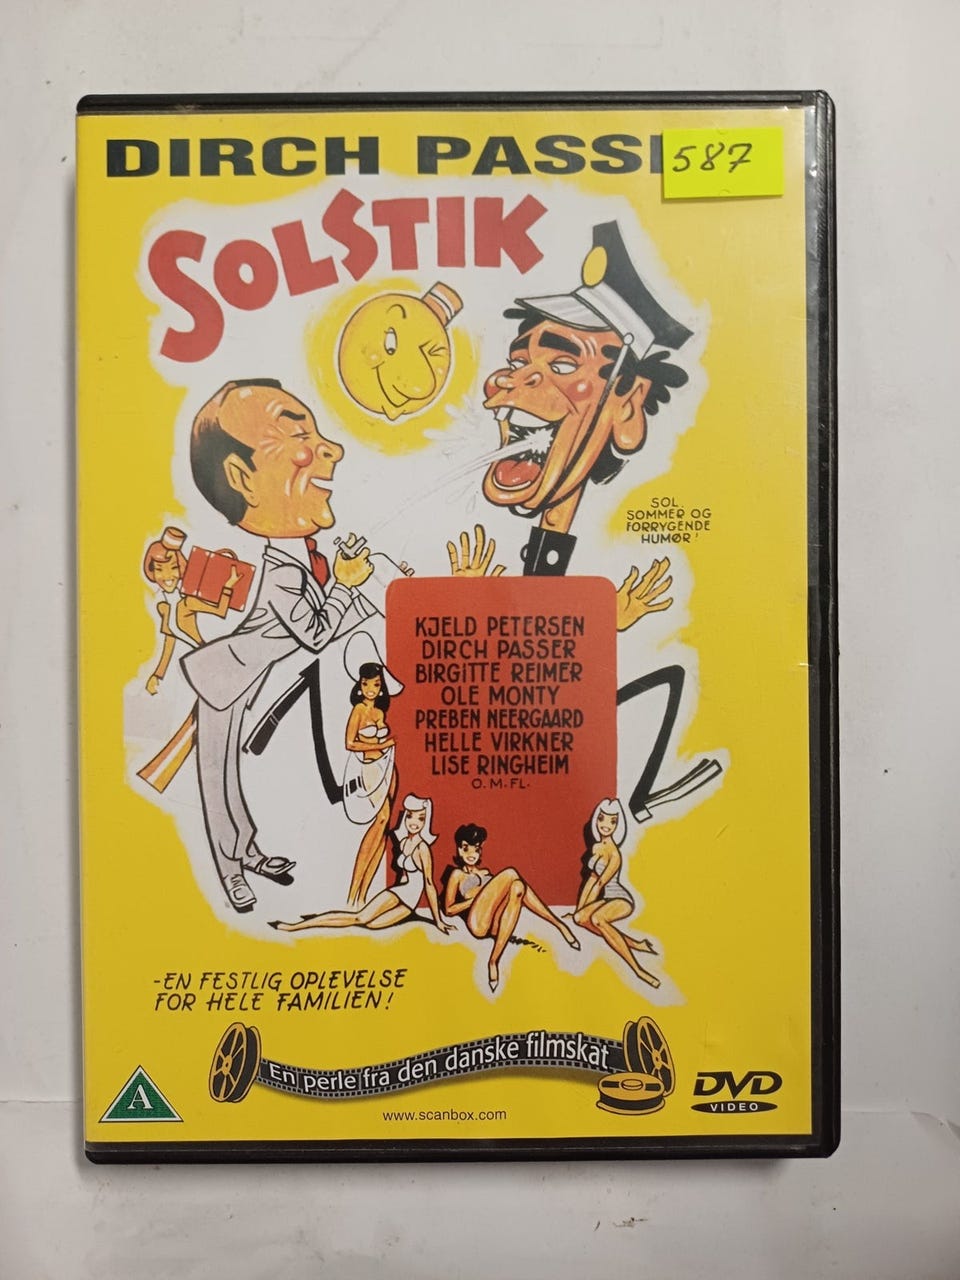 DIRCH PASSE
587
SOLSTIK
SOL,
SOMMER OG
FORRYGENDE
HUMØR!
KJELD PETERSEN
DIRCH PASSER
BIRGITTE REIMER
OLE MONTY
PREBEN NEERGAARD
HELLE VIRKNER
LISE RINGHEIM
O.M.FL.
-EN FESTLIG OPLEVELSE
FOR HELE FAMILIEN!
En perle fra den danske filmskat
A
www.scanbox.com
DVD
VIDEO